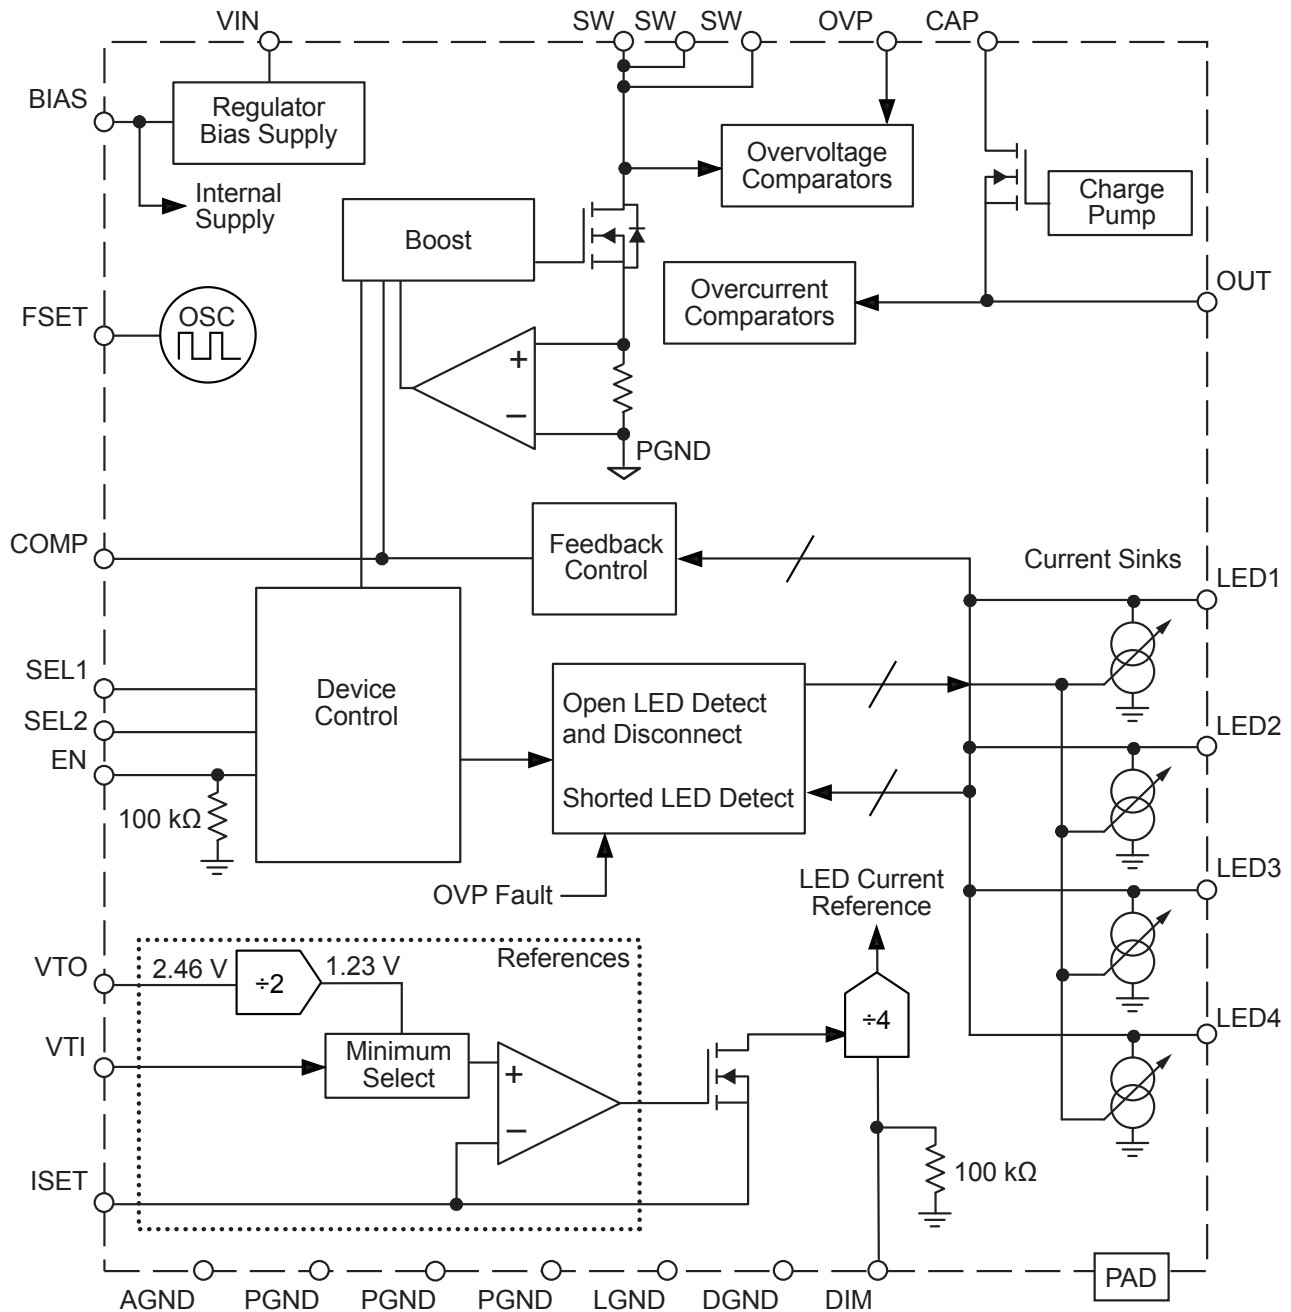 VIN
SW
SW
SW
OVP
CAP
BIAS
Regulator
Bias Supply
Overvoltage
Comparators
Internal
Supply
Charge
Pump
Boost
OUT
Overcurrent
Comparators
FSET
OSC
+
−
PGND
COMP
Feedback
Control
Current Sinks
LED1
SEL1
SEL2
EN
Device
Control
Open LED Detect
and Disconnect
Shorted LED Detect
LED2
100 kΩ
OVP Fault
LED Current
Reference
LED3
References
VTO
2.46 V
÷2
1.23 V
÷4
LED4
VTI
Minimum
Select
+
−
ISET
100 kΩ
PAD
AGND
PGND
PGND
PGND
LGND
DGND
DIM